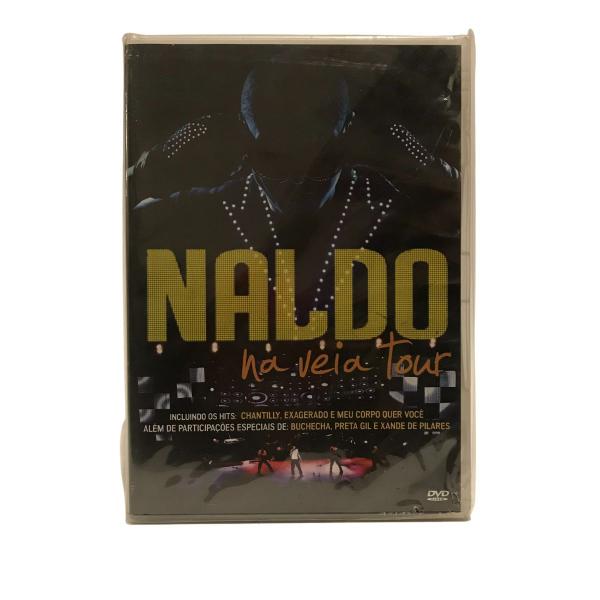 NALDO
na veia tour
INCLUINDO OS HITS: CHANTILLY, EXAGERADO E MEU CORPO QUER VOCÊ
ALÉM DE PARTICIPAÇÕES ESPECIAIS DE: BUCHECHA, PRETA GIL E XANDE DE PILARES
DVD
VIDEO